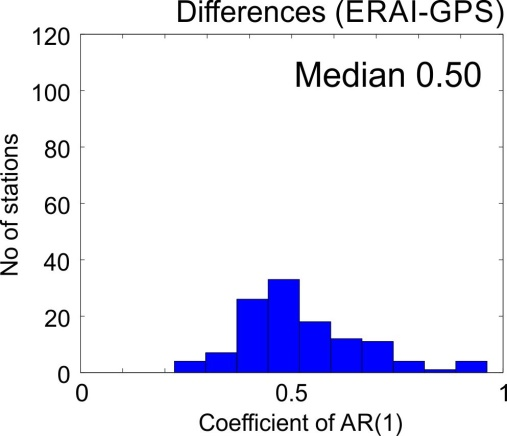 Differences (ERAI-GPS)
120
100
80
60
40
20
0
No of stations
Median 0.50
0
0.5
1
Coefficient of AR(1)